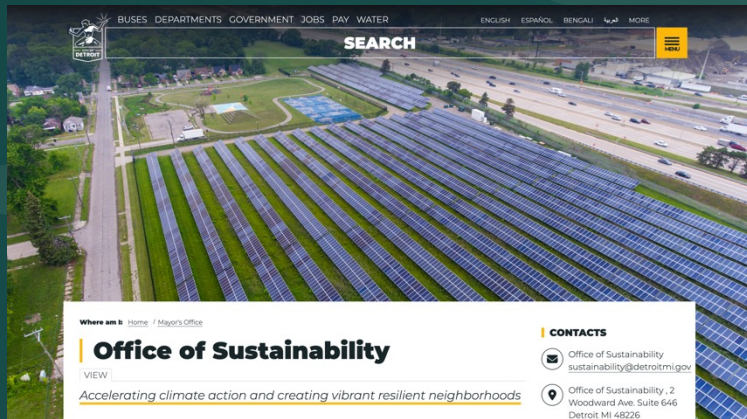 BUSES DEPARTMENTS GOVERNMENT JOBS PAY WATER
ENGLISH ESPAÑOL BENGALI العربية MORE
CITY OF
DETROIT
SEARCH
MENU
Where am I: Home / Mayor's Office
Office of Sustainability
VIEW
Accelerating climate action and creating vibrant resilient neighborhoods
CONTACTS
Office of Sustainability
sustainability@detroitmi.gov
Office of Sustainability , 2
Woodward Ave. Suite 646
Detroit MI 48226